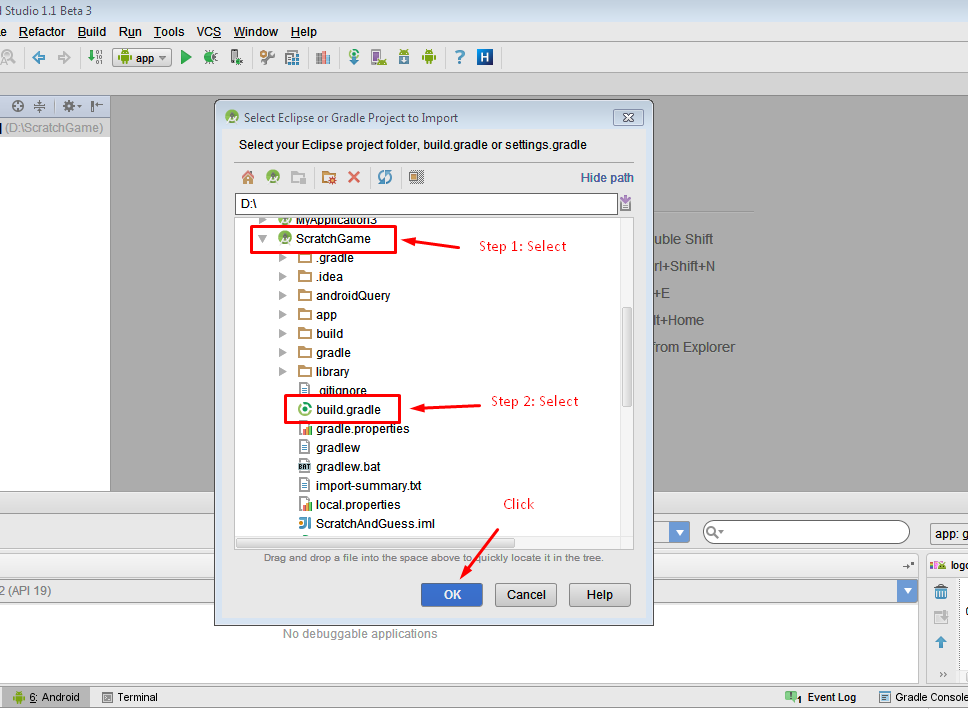 d Studio 1.1 Beta 3
e Refactor Build Run Tools VCS Window Help
app
(D:\ScratchGame)
Select Eclipse or Gradle Project to Import
Select your Eclipse project folder, build.gradle or settings.gradle
Hide path
D:\
MyApplication3
ScratchGame
Step 1: Select
.gradle
.idea
androidQuery
app
build
gradle
library
.gitignore
build.gradle
Step 2: Select
gradle.properties
gradlew
gradlew.bat
import-summary.txt
local.properties
ScratchAndGuess.iml
Click
Drag and drop a file into the space above to quickly locate it in the tree.
OK Cancel Help
uble Shift
rl+Shift+N
+E
lt+Home
from Explorer
app: g
logc
2 (API 19)
No debuggable applications
6: Android Terminal 1 Event Log Gradle Console